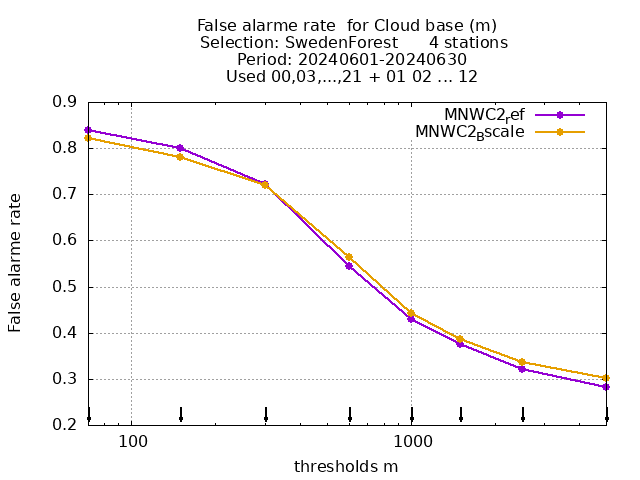 False alarme rate  for Cloud base (m)
Selection: SwedenForest      4 stations
Period: 20240601-20240630
Used 00,03,...,21 + 01 02 ... 12
MNWC2ref
MNWC2Bscale
0.9
0.8
0.7
0.6
0.5
0.4
0.3
0.2
False alarme rate
100
1000
thresholds m